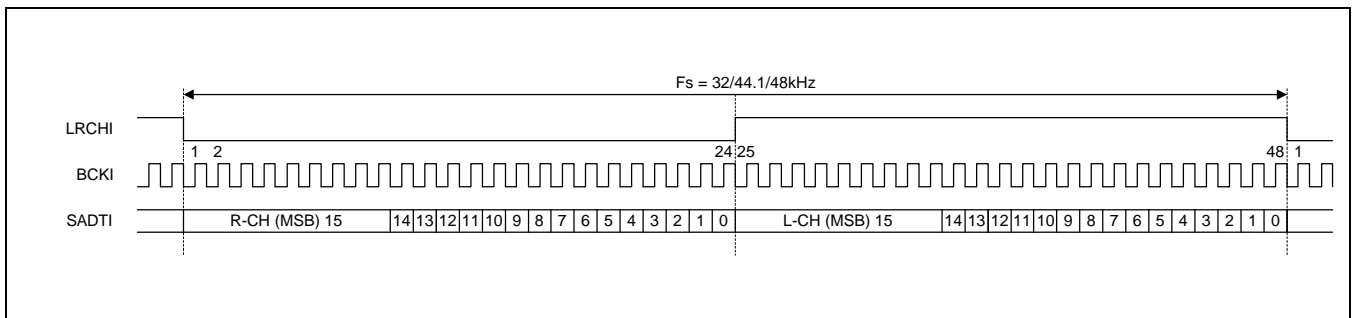 Fs = 32/44.1/48kHz
LRCHI
1 2 24 25 48 1
BCKI
SADTI R-CH (MSB) 15 14 13 12 11 10 9 8 7 6 5 4 3 2 1 0 L-CH (MSB) 15 14 13 12 11 10 9 8 7 6 5 4 3 2 1 0